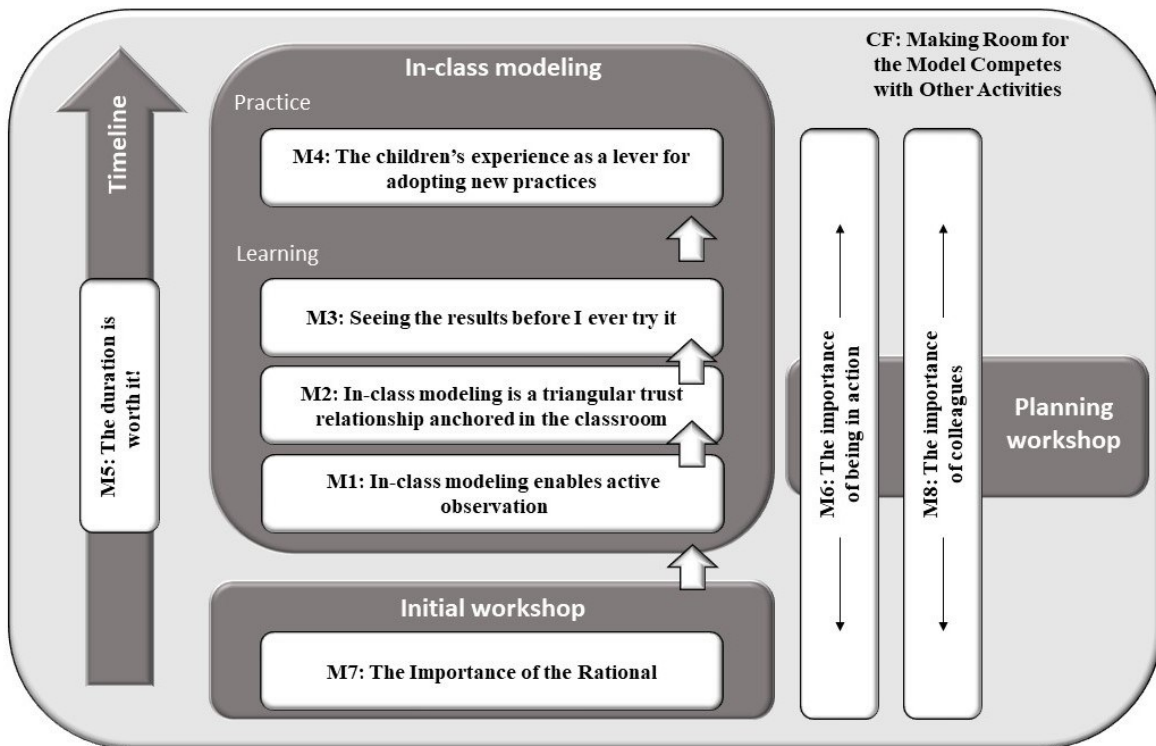 CF: Making Room for
the Model Competes
with Other Activities
Timeline
M5: The duration is
worth it!
In-class modeling
Practice
M4: The children’s experience as a lever for
adopting new practices
Learning
M3: Seeing the results before I ever try it
M2: In-class modeling is a triangular trust
relationship anchored in the classroom
M1: In-class modeling enables active
observation
Initial workshop
M7: The Importance of the Rational
M6: The importance
of being in action
M8: The importance
of colleagues
Planning
workshop